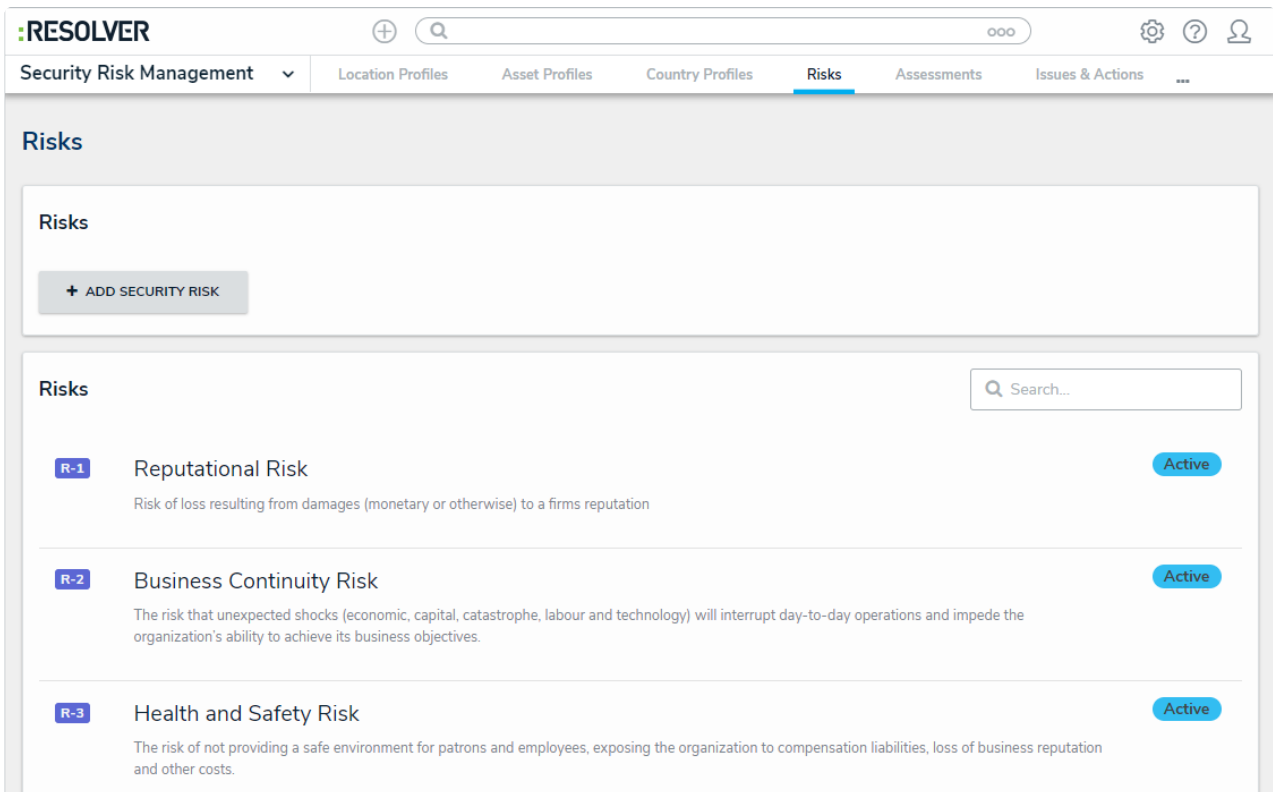 :RESOLVER
ooo
Security Risk Management
Location Profiles
Asset Profiles
Country Profiles
Risks
Assessments
Issues & Actions
...
Risks
Risks
+ ADD SECURITY RISK
Risks
Search...
R-1
Reputational Risk
Active
Risk of loss resulting from damages (monetary or otherwise) to a firms reputation
R-2
Business Continuity Risk
Active
The risk that unexpected shocks (economic, capital, catastrophe, labour and technology) will interrupt day-to-day operations and impede the
organization's ability to achieve its business objectives.
R-3
Health and Safety Risk
Active
The risk of not providing a safe environment for patrons and employees, exposing the organization to compensation liabilities, loss of business reputation
and other costs.